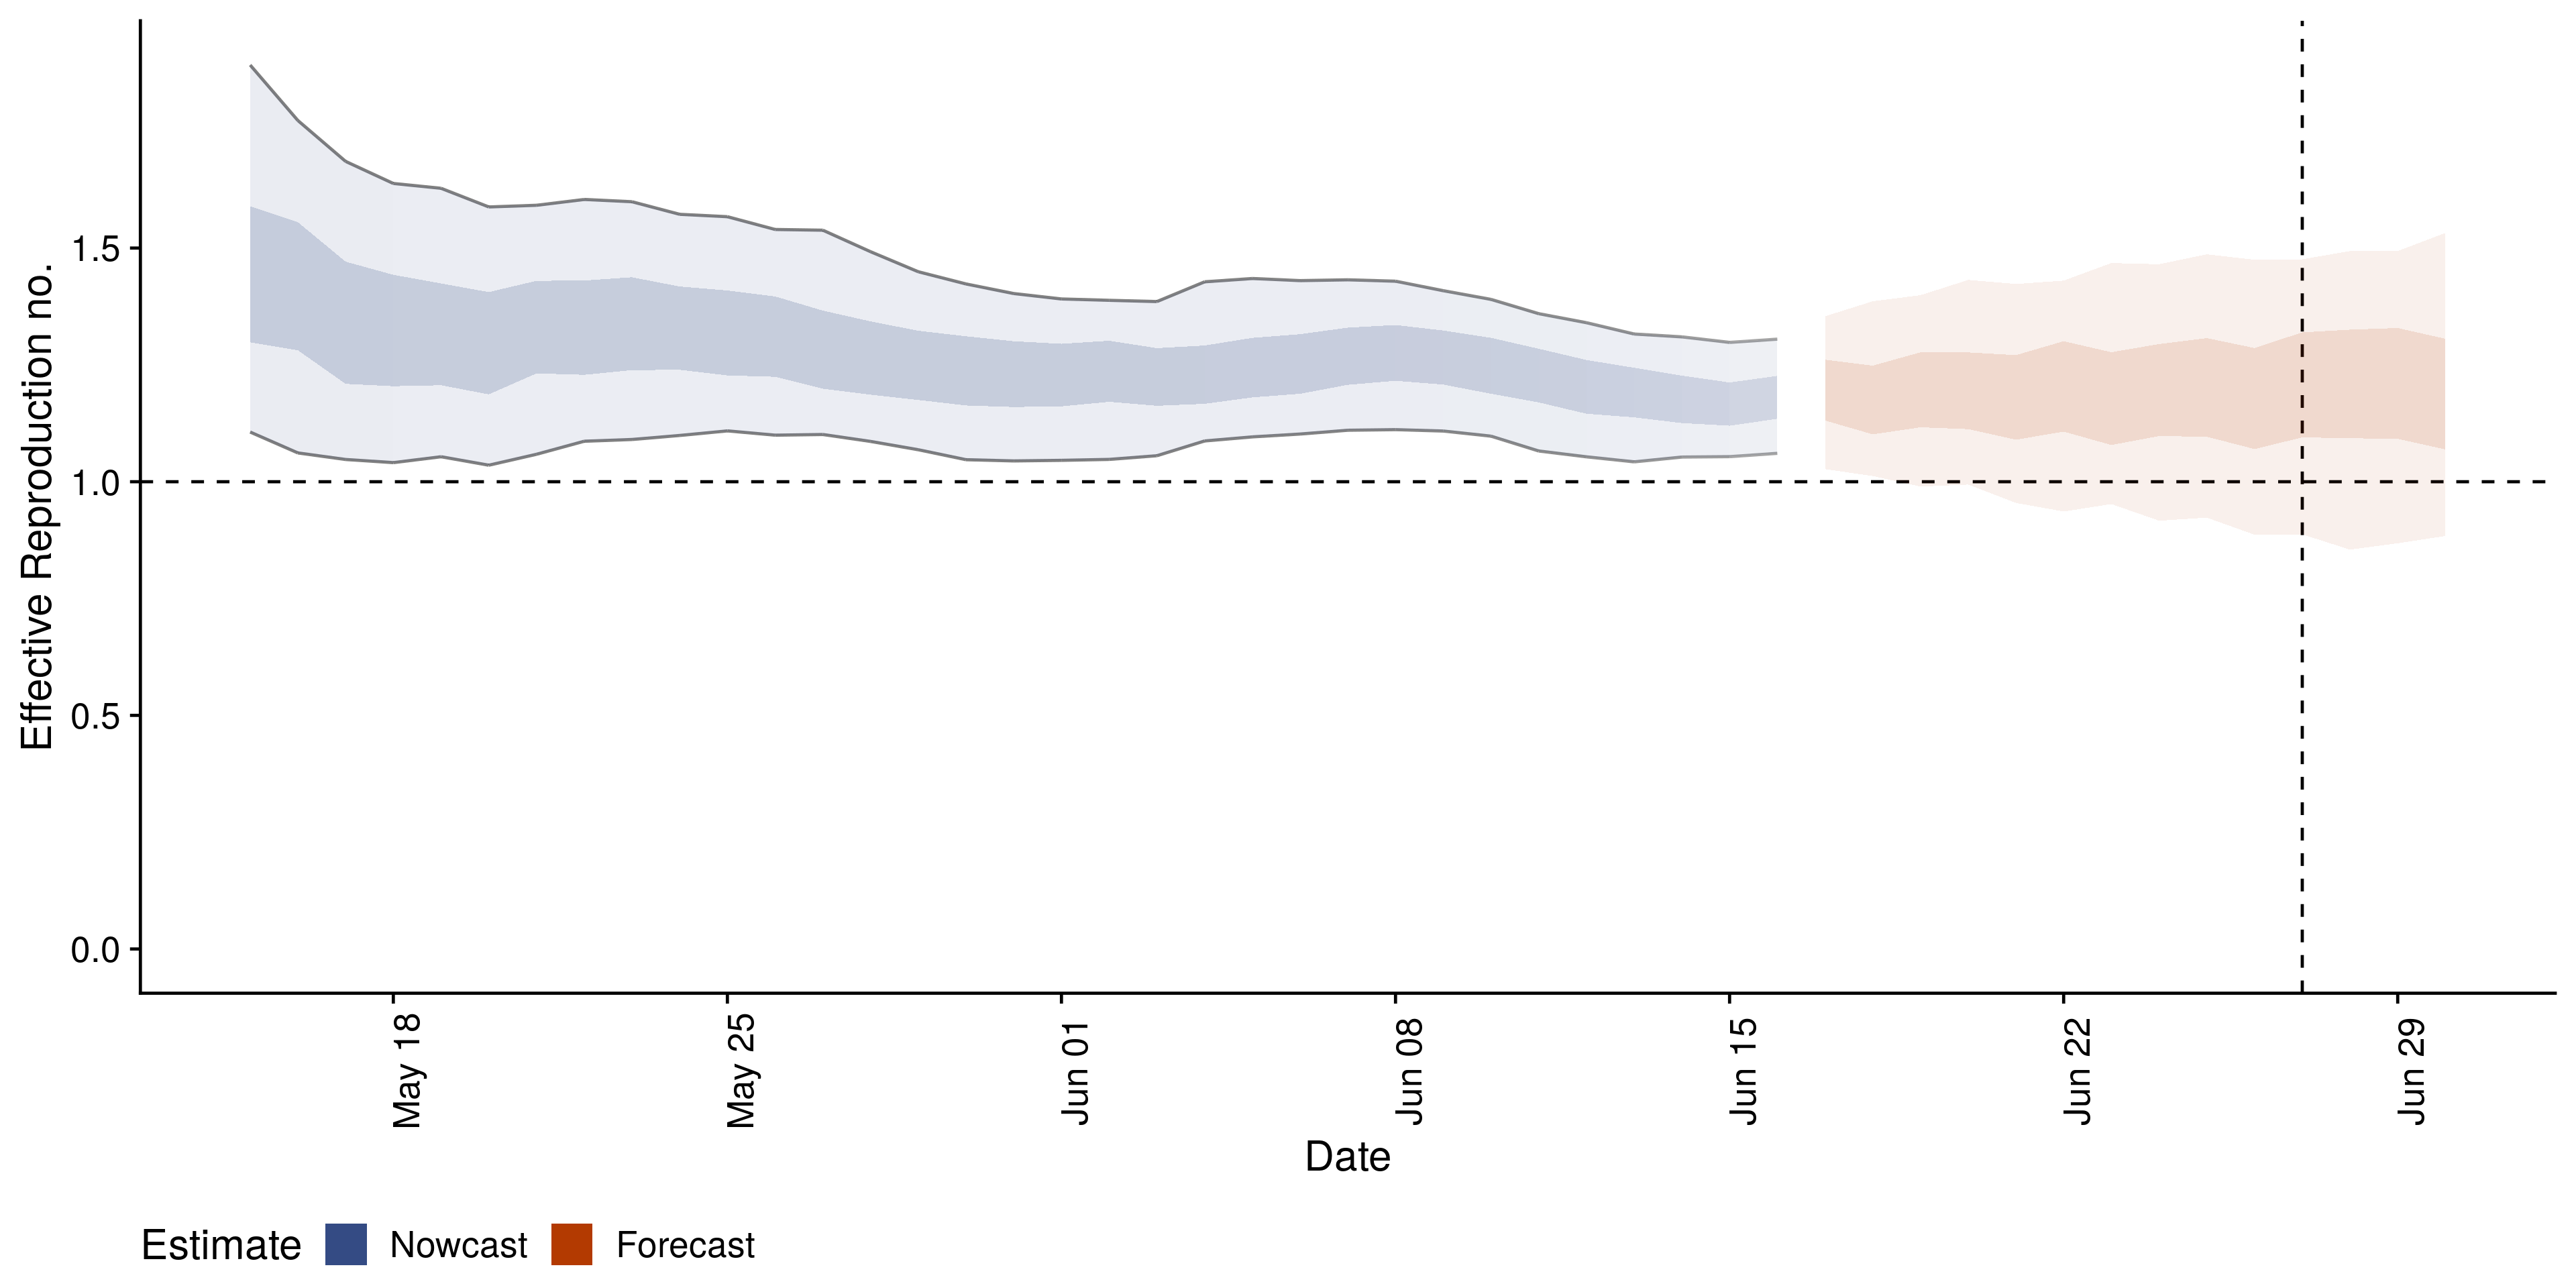 Effective Reproduction no.
1.5
1.0
0.5
0.0
May 18
May 25
Jun 01
Jun 08
Jun 15
Jun 22
Jun 29
Date
Estimate Nowcast Forecast